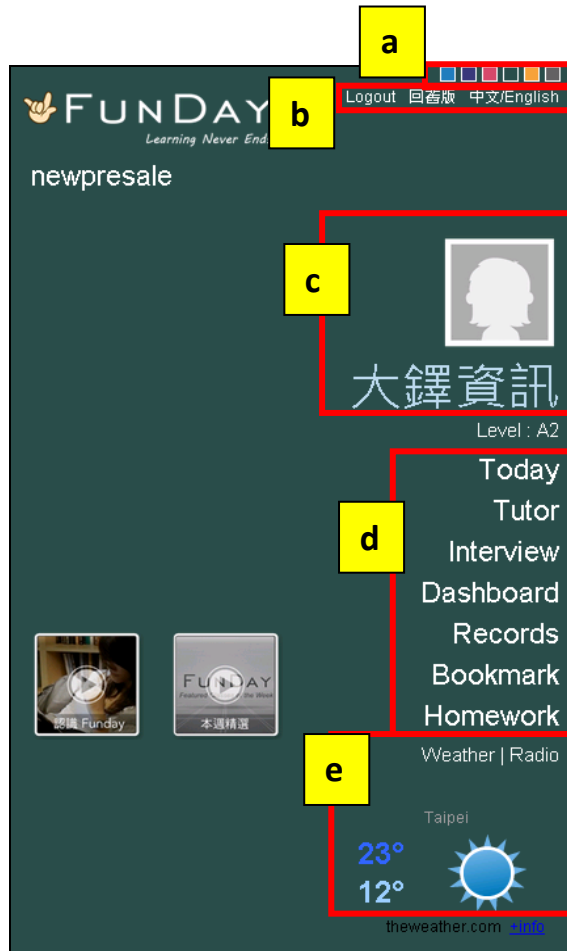 a
b
FUNDAY
Learning Never End
Logout 回舊版 中文/English
newpresale
c
大鐸資訊
Level : A2
d
Today
Tutor
Interview
Dashboard
Records
Bookmark
Homework
認識 Funday
FUNDAY
本週精選
e
Weather | Radio
Taipei
23°
12°
theweather.com +info